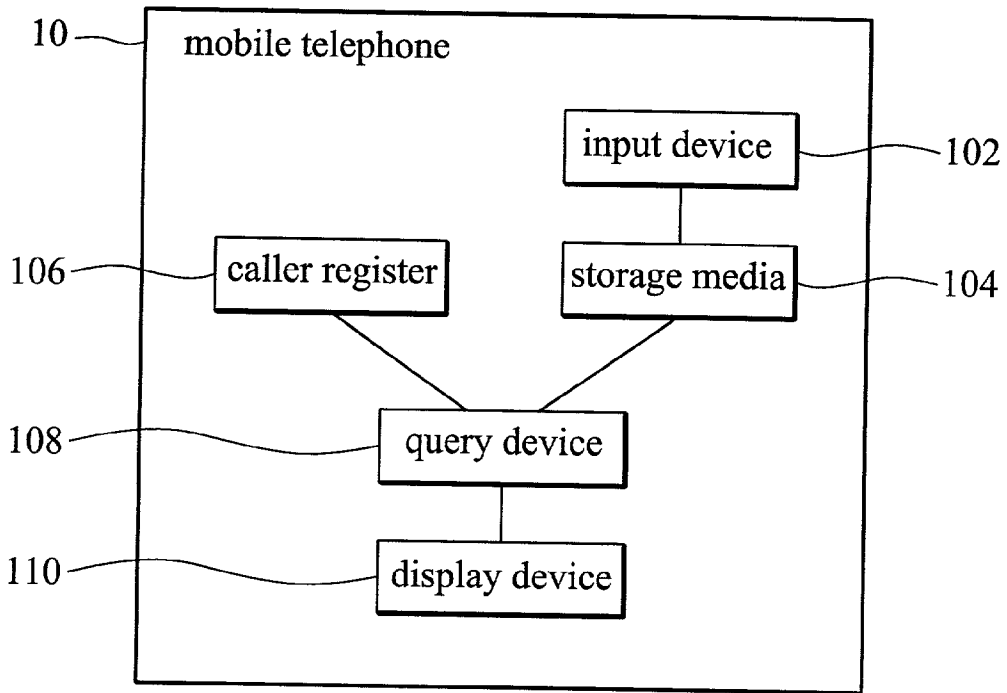 10
mobile telephone
input device
102
106
caller register
storage media
104
108
query device
110
display device